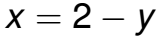 x = 2 − y